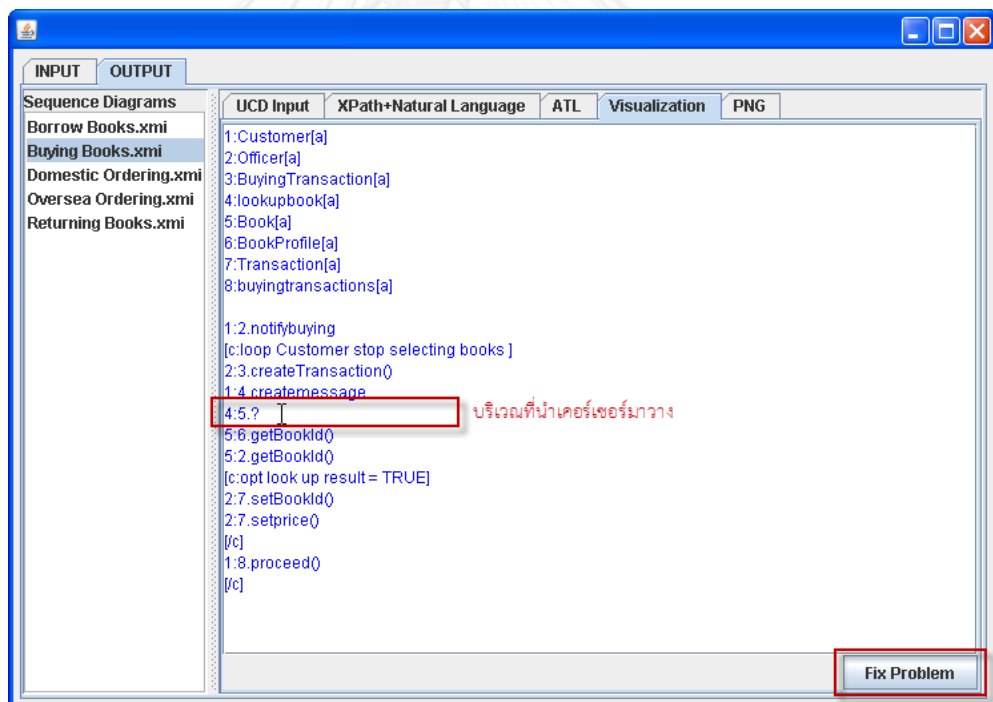 INPUT
OUTPUT
Sequence Diagrams
Borrow Books.xmi
Buying Books.xmi
Domestic Ordering.xmi
Oversea Ordering.xmi
Returning Books.xmi
UCD Input
XPath+Natural Language
ATL
Visualization
PNG
1:Customer[a]
2:Officer[a]
3:BuyingTransaction[a]
4:lookupbook[a]
5:Book[a]
6:BookProfile[a]
7:Transaction[a]
8:buyingtransactions[a]
1:2.notifybuying
[c:loop Customer stop selecting books ]
2:3.createTransaction()
1:4.createmessage
4:5.?
บริเวณที่นำเคอร์เซอร์มาวาง
5:6.getBookId()
5:2.getBookId()
[c:opt look up result = TRUE]
2:7.setBookId()
2:7.setprice()
[/c]
1:8.proceed()
[/c]
Fix Problem